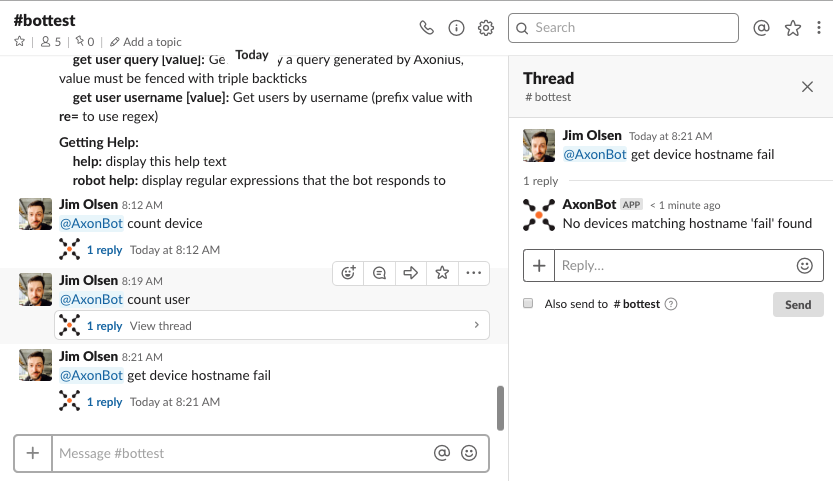 #bottest
5
0
Add a topic
Search
Today
get user query [value]: Ge y a query generated by Axonius,
value must be fenced with triple backticks
get user username [value]: Get users by username (prefix value with
re= to use regex)
Getting Help:
help: display this help text
robot help: display regular expressions that the bot responds to
Jim Olsen 8:12 AM
@AxonBot count device
1 reply Today at 8:12 AM
Jim Olsen 8:19 AM
@AxonBot count user
1 reply View thread
Jim Olsen 8:21 AM
@AxonBot get device hostname fail
1 reply Today at 8:21 AM
Message #bottest
Thread
# bottest
Jim Olsen Today at 8:21 AM
@AxonBot get device hostname fail
1 reply
AxonBot APP < 1 minute ago
No devices matching hostname 'fail' found
Reply...
Also send to # bottest
Send